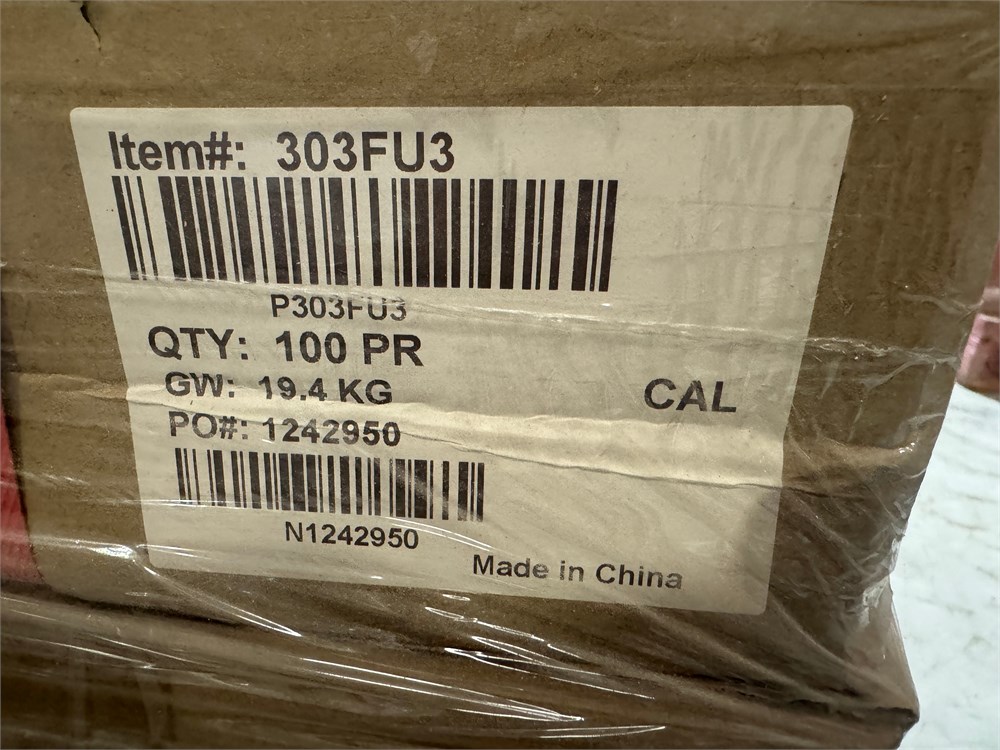 Item#: 303FU3
P303FU3
QTY: 100 PR
GW: 19.4 KG
CAL
PO#: 1242950
N1242950
Made in China